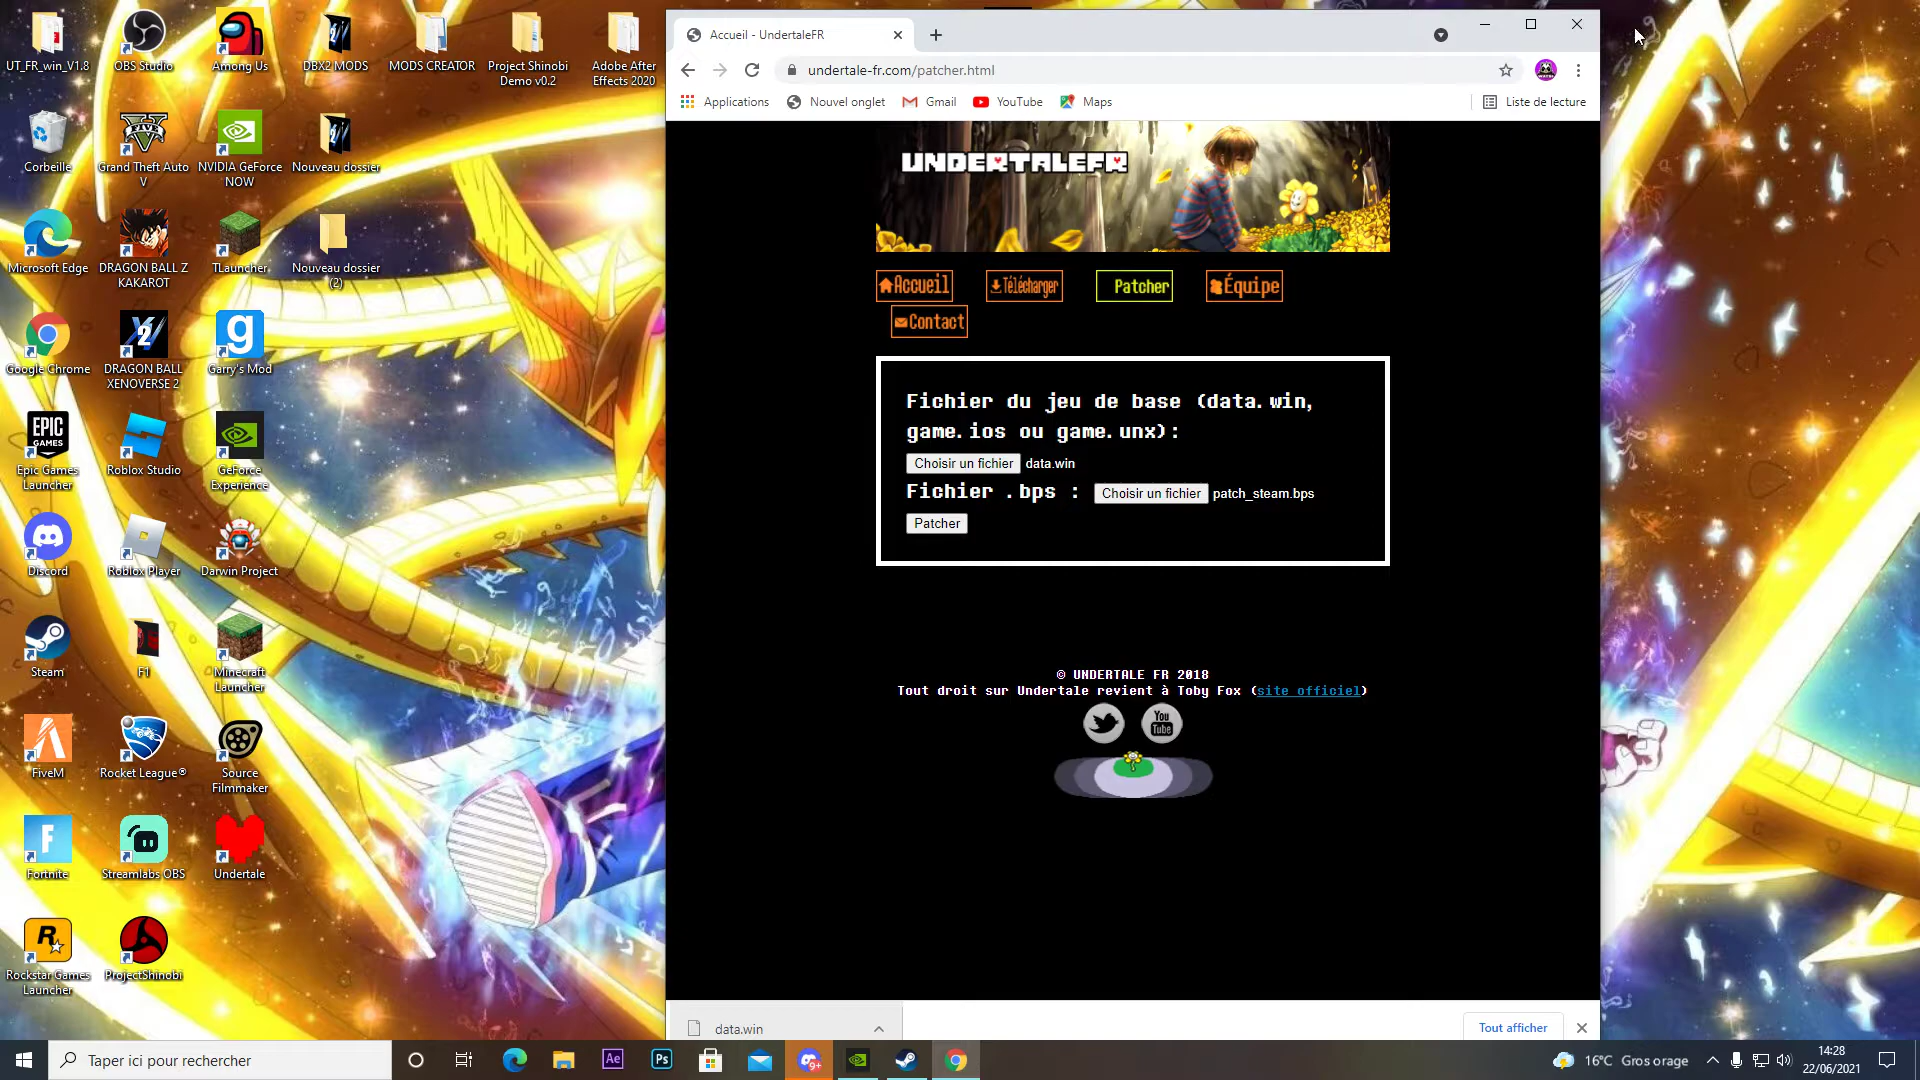 UT_FR_win_V1.8
OBS Studio
Among Us
DBX2 MODS
MODS CREATOR
Project Shinobi
Demo v0.2
Adobe After
Effects 2020
Corbeille
Grand Theft Auto
V
NVIDIA GeForce
NOW
Nouveau dossier
Microsoft Edge
DRAGON BALL Z
KAKAROT
TLauncher
Nouveau dossier
(2)
Google Chrome
DRAGON BALL
XENOVERSE 2
Garry's Mod
EPIC
GAMES
Epic Games
Launcher
Roblox Studio
GeForce
Experience
Discord
Roblox Player
Darwin Project
Steam
F1
Minecraft
Launcher
FiveM
Rocket League®
Source
Filmmaker
Fortnite
Streamlabs OBS
Undertale
Rockstar Games
Launcher
ProjectShinobi
Accueil - UndertaleFR
undertale-fr.com/patcher.html
Applications
Nouvel onglet
Gmail
YouTube
Maps
Liste de lecture
UNDERTALEFR
Accueil
Télécharger
Patcher
Équipe
Contact
Fichier du jeu de base (data.win,
game.ios ou game.unx):
Choisir un fichier data.win
Fichier .bps : Choisir un fichier patch_steam.bps
Patcher
© UNDERTALE FR 2018
Tout droit sur Undertale revient à Toby Fox (site officiel)
You
Tube
data.win
Tout afficher
Taper ici pour rechercher
Ae
Ps
9+
16°C Gros orage
14:28
22/06/2021